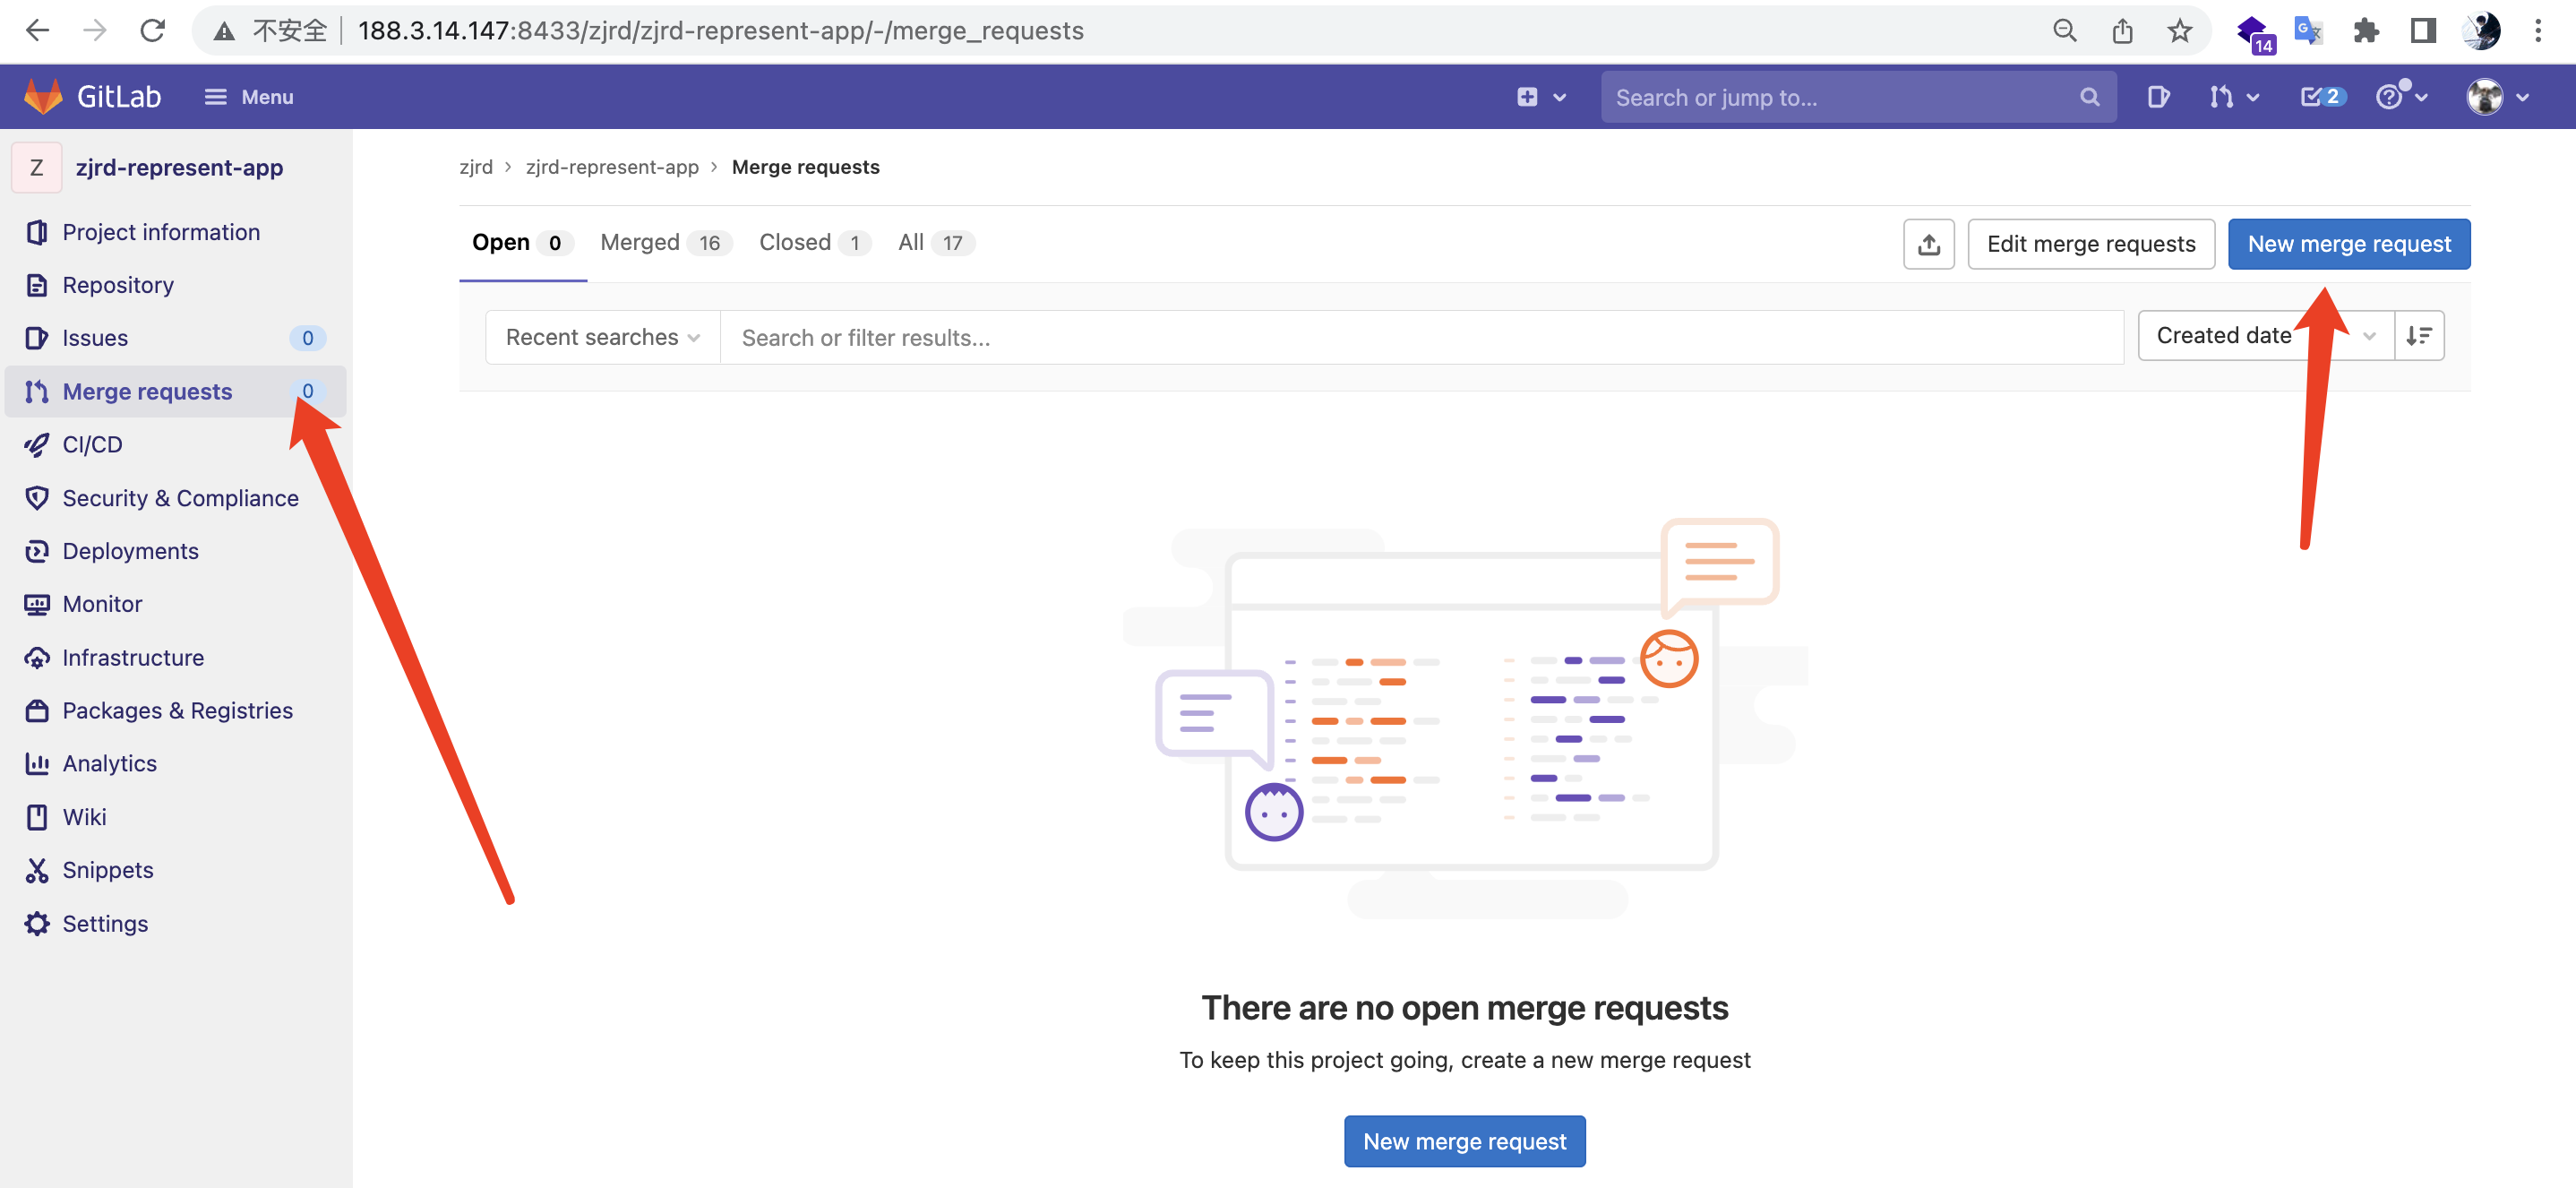 不安全 188.3.14.147:8433/zjrd/zjrd-represent-app/-/merge_requests
14
GitLab Menu Search or jump to... 2
Z zjrd-represent-app
Project information
Repository
Issues 0
Merge requests 0
CI/CD
Security & Compliance
Deployments
Monitor
Infrastructure
Packages & Registries
Analytics
Wiki
Snippets
Settings
zjrd › zjrd-represent-app › Merge requests
Open 0 Merged 16 Closed 1 All 17 Edit merge requests New merge request
Recent searches Search or filter results... Created date
There are no open merge requests
To keep this project going, create a new merge request
New merge request